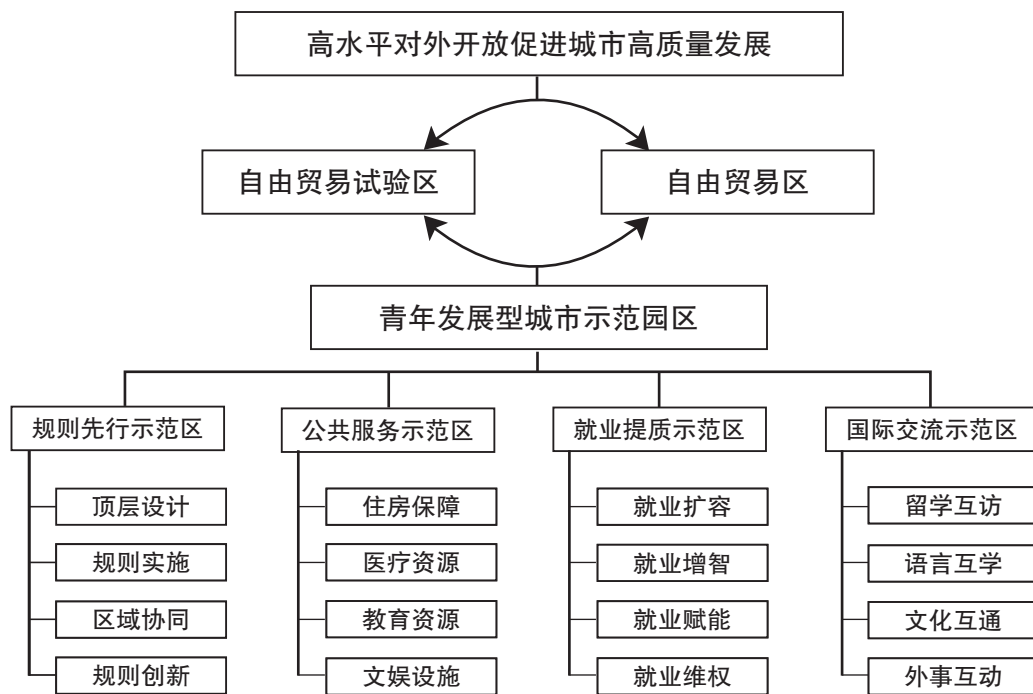 高水平对外开放促进城市高质量发展
自由贸易试验区
自由贸易区
青年发展型城市示范园区
规则先行示范区
公共服务示范区
就业提质示范区
国际交流示范区
顶层设计
住房保障
就业扩容
留学互访
规则实施
医疗资源
就业增智
语言互学
区域协同
教育资源
就业赋能
文化互通
规则创新
文娱设施
就业维权
外事互动